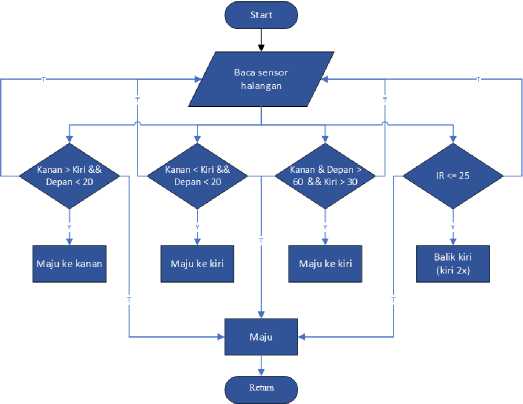 Start
Baca sensor
halangan
T
T
T
T
Kanan > Kiri &&
Depan < 20
Kanan < Kiri &&
Depan < 20
Kanan & Depan >
60 && Kiri > 30
IR <= 25
Y
Y
Y
Y
Maju ke kanan
Maju ke kiri
Maju ke kiri
Balik kiri
(kiri 2x)
T
T
T
Maju
Return